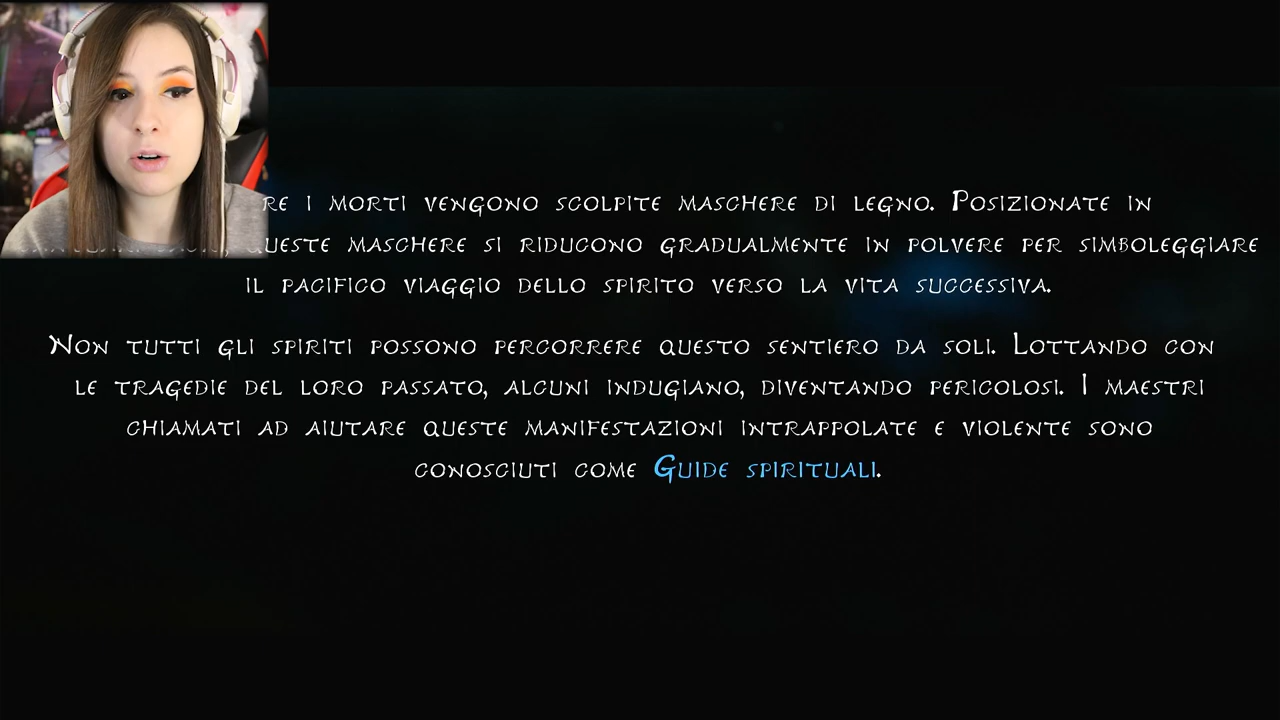 RE I MORTI VENGONO SCOLPITE MASCHERE DI LEGNO. POSIZIONATE IN
QUESTE MASCHERE SI RIDUCONO GRADUALMENTE IN POLVERE PER SIMBOLEGGIARE
IL PACIFICO VIAGGIO DELLO SPIRITO VERSO LA VITA SUCCESSIVA.
NON TUTTI GLI SPIRITI POSSONO PERCORRERE QUESTO SENTIERO DA SOLI. LOTTANDO CON
LE TRAGEDIE DEL LORO PASSATO, ALCUNI INDUGIANO, DIVENTANDO PERICOLOSI. I MAESTRI
CHIAMATI AD AIUTARE QUESTE MANIFESTAZIONI INTRAPPOLATE E VIOLENTE SONO
CONOSCIUTI COME GUIDE SPIRITUALI.